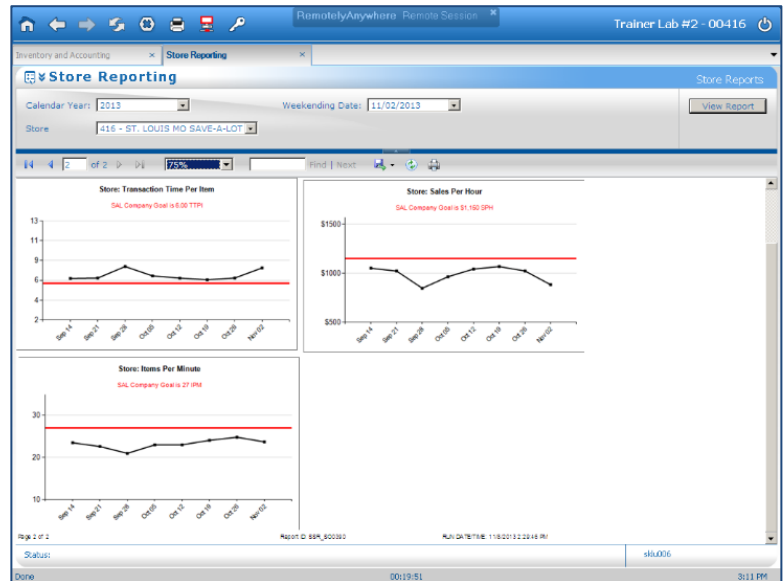 RemotelyAnywhere Remote Session ×
Trainer Lab #2 - 00416
Inventory and Accounting ×
Store Reporting ×
Store Reporting
Store Reports
Calendar Year: 2013
Weekending Date: 11/02/2013
View Report
Store 416 - ST. LOUIS MO SAVE-A-LOT
2 of 2
75%
Find | Next
Store: Transaction Time Per Item
SAL Company Goal is TTPI
13
11
9
6
4
2
Sep 14 Sep 21 Sep 28 Oct 05 Oct 12 Oct 19 Oct 26 Nov 02
Store: Sales Per Hour
SAL Company Goal is $1,150 SPH
$1500
$1000
$500
Sep 14 Sep 21 Sep 28 Oct 05 Oct 12 Oct 19 Oct 26 Nov 02
Store: Items Per Minute
SAL Company Goal is 27 IPM
30
20
10
Sep 14 Sep 21 Sep 28 Oct 05 Oct 12 Oct 19 Oct 26 Nov 02
Page 2 of 2
Report ID:
RUN DATE/TIME:
Status:
sklu006
Done
00:19:51
3:11 PM